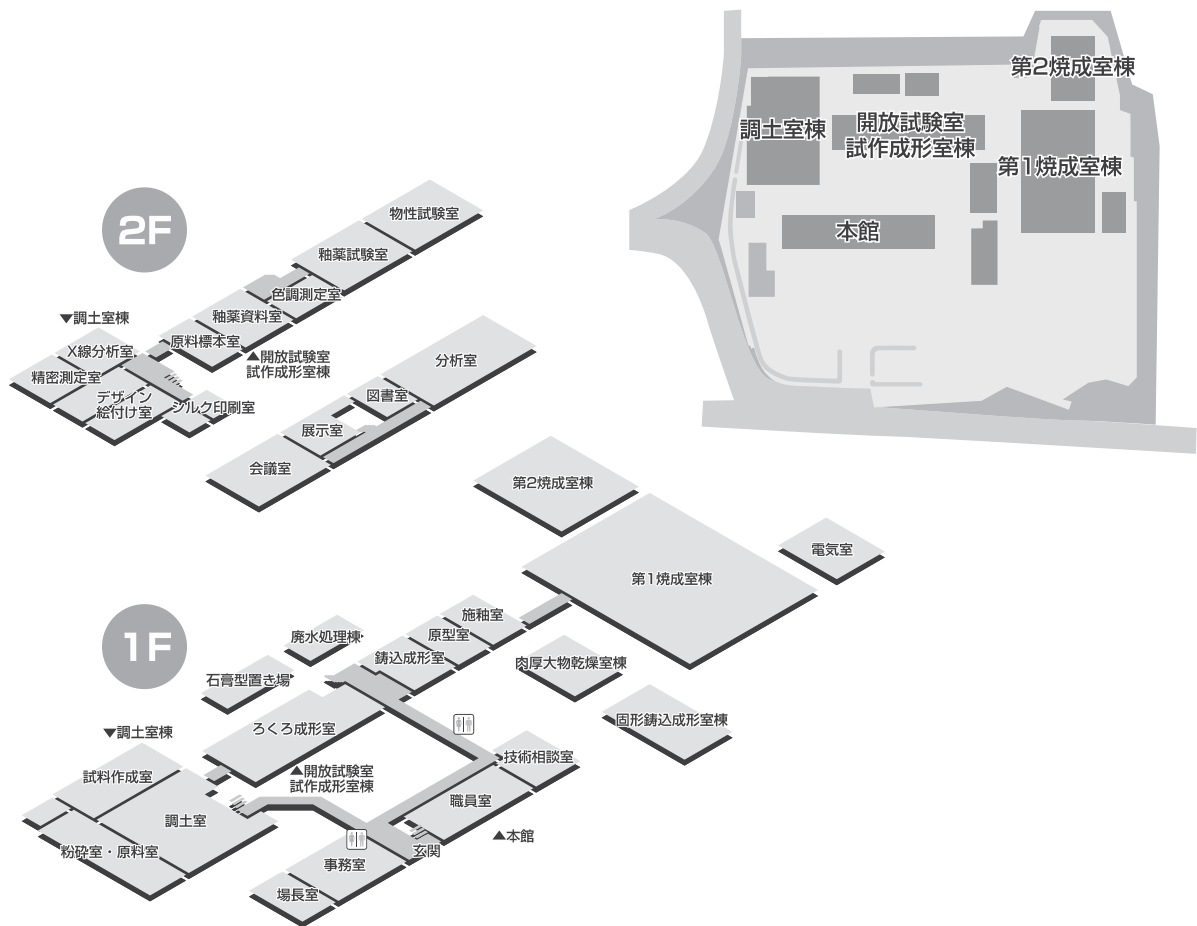 第2焼成室棟
調土室棟
開放試験室
試作成形室棟
第1焼成室棟
本館
2F
物性試験室
釉薬試験室
色調測定室
釉薬資料室
原料標本室
▼調土室棟
X線分析室
精密測定室
デザイン
絵付け室
シルク印刷室
▲開放試験室
試作成形室棟
分析室
図書室
展示室
会議室
1F
第2焼成室棟
第1焼成室棟
電気室
施釉室
原型室
鋳込成形室
廃水処理棟
石膏型置き場
ろくろ成形室
肉厚大物乾燥室棟
固形鋳込成形室棟
▼調土室棟
試料作成室
調土室
粉砕室・原料室
▲開放試験室
試作成形室棟
技術相談室
職員室
▲本館
玄関
事務室
場長室